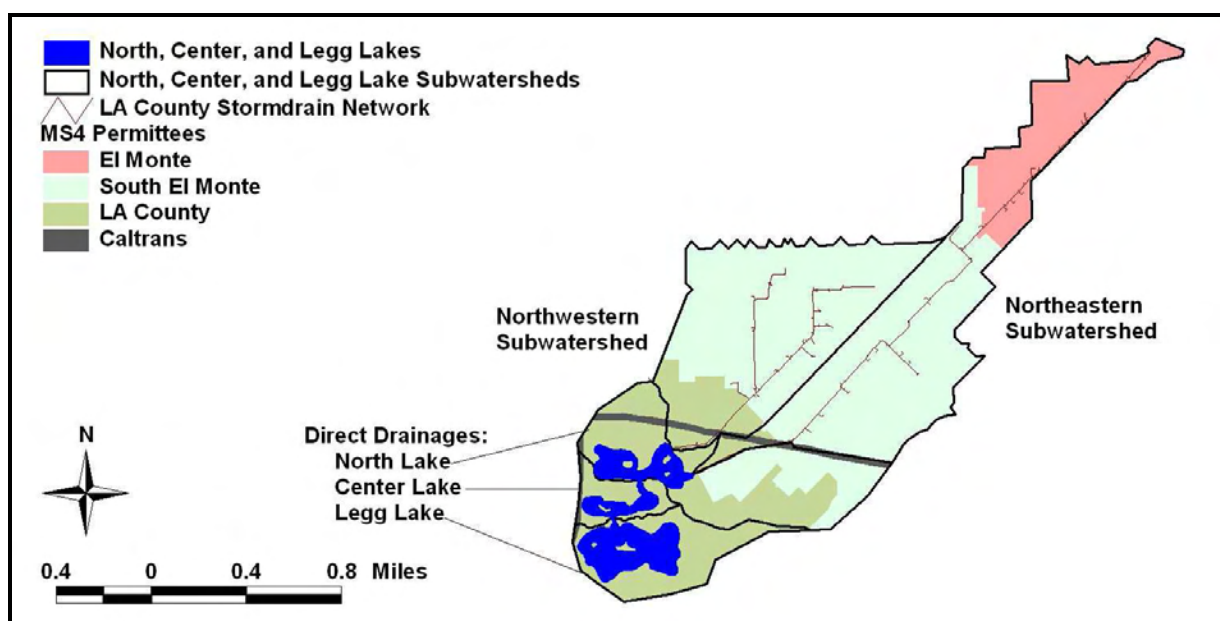 North, Center, and Legg Lakes
North, Center, and Legg Lake Subwatersheds
LA County Stormdrain Network
MS4 Permittees
El Monte
South El Monte
LA County
Caltrans
Northwestern
Subwatershed
Northeastern
Subwatershed
Direct Drainages:
North Lake
Center Lake
Legg Lake
N
0.4 0 0.4 0.8 Miles